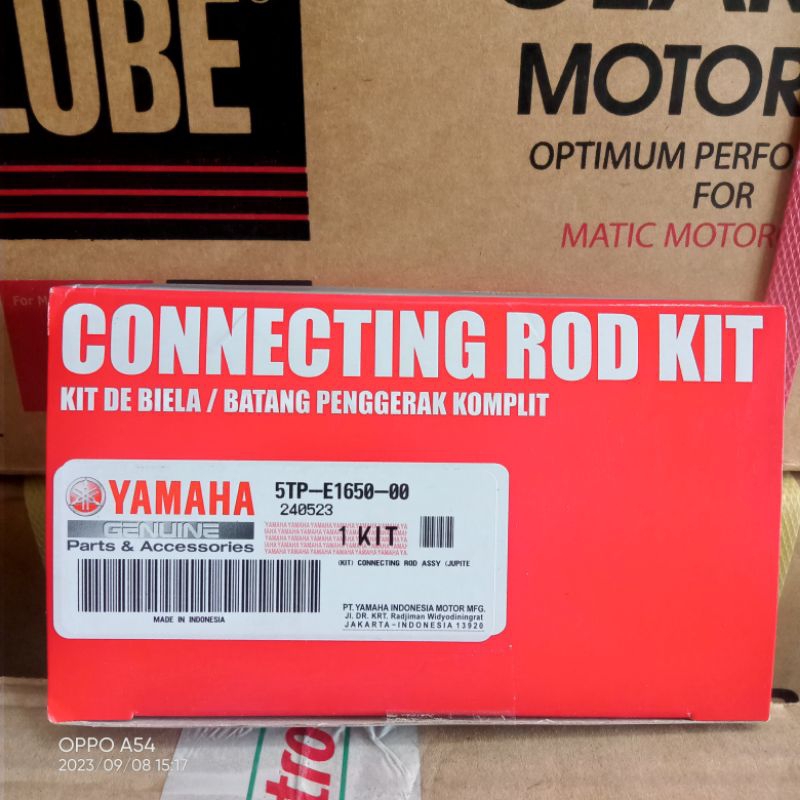 LUBE
MOTOR
OPTIMUM PERFO
FOR
MATIC MOTOR
For M
CONNECTING ROD KIT
KIT DE BIELA / BATANG PENGGERAK KOMPLIT
YAMAHA
GENUINE
Parts & Accessories
5TP-E1650-00
240523
1 KIT
(KIT) CONNECTING ROD ASSY (JUPITE
MADE IN INDONESIA
PT. YAMAHA INDONESIA MOTOR MFG.
Jl. DR. KRT. Radjiman Widyodiningrat
JAKARTA-INDONESIA 13920
OPPO A54
2023/09/08 15:17
tro